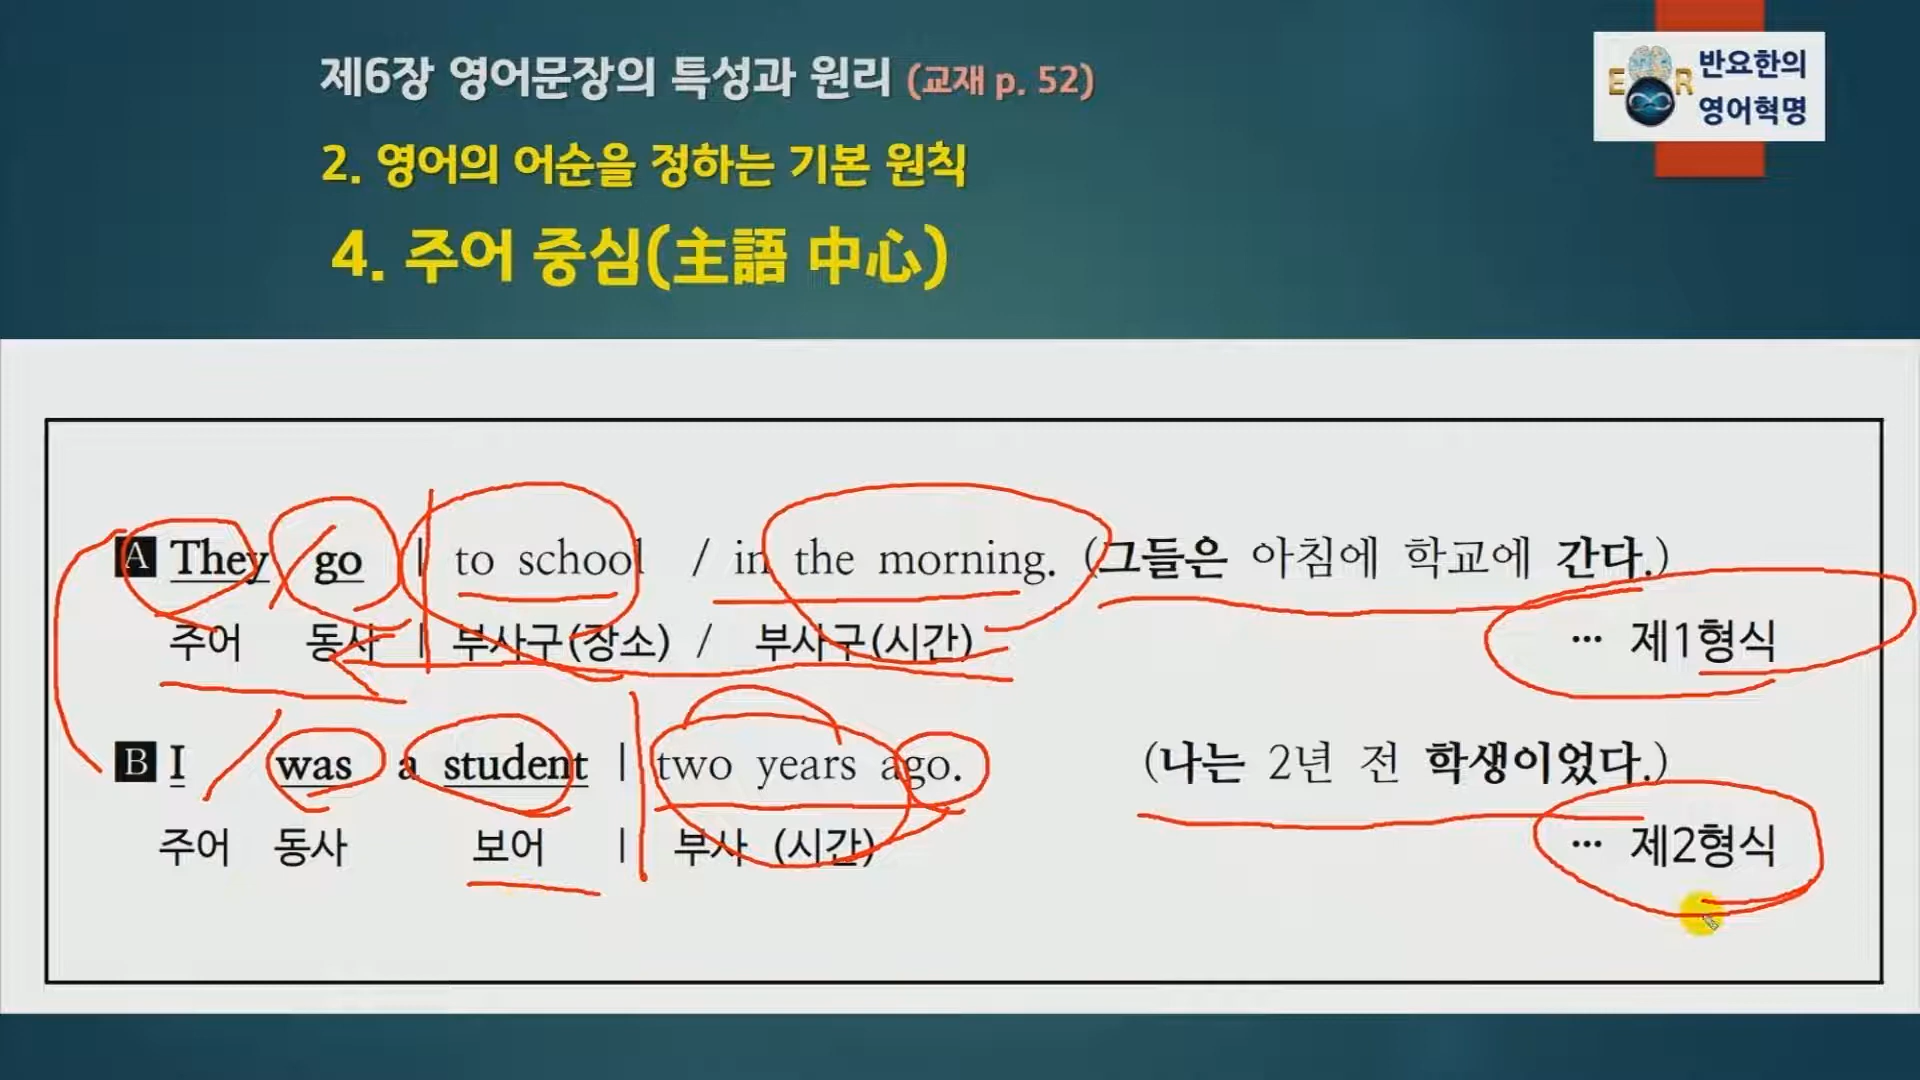 제6장 영어문장의 특성과 원리 (교재 p. 52)
E R 반요한의
영어혁명
2. 영어의 어순을 정하는 기본 원칙
4. 주어 중심(主語 中心)
A They go | to school / in the morning. (그들은 아침에 학교에 간다.)
주어 동사 | 부사구(장소) / 부사구(시간) ··· 제1형식
B I was a student | two years ago. (나는 2년 전 학생이었다.)
주어 동사 보어 | 부사 (시간) ··· 제2형식